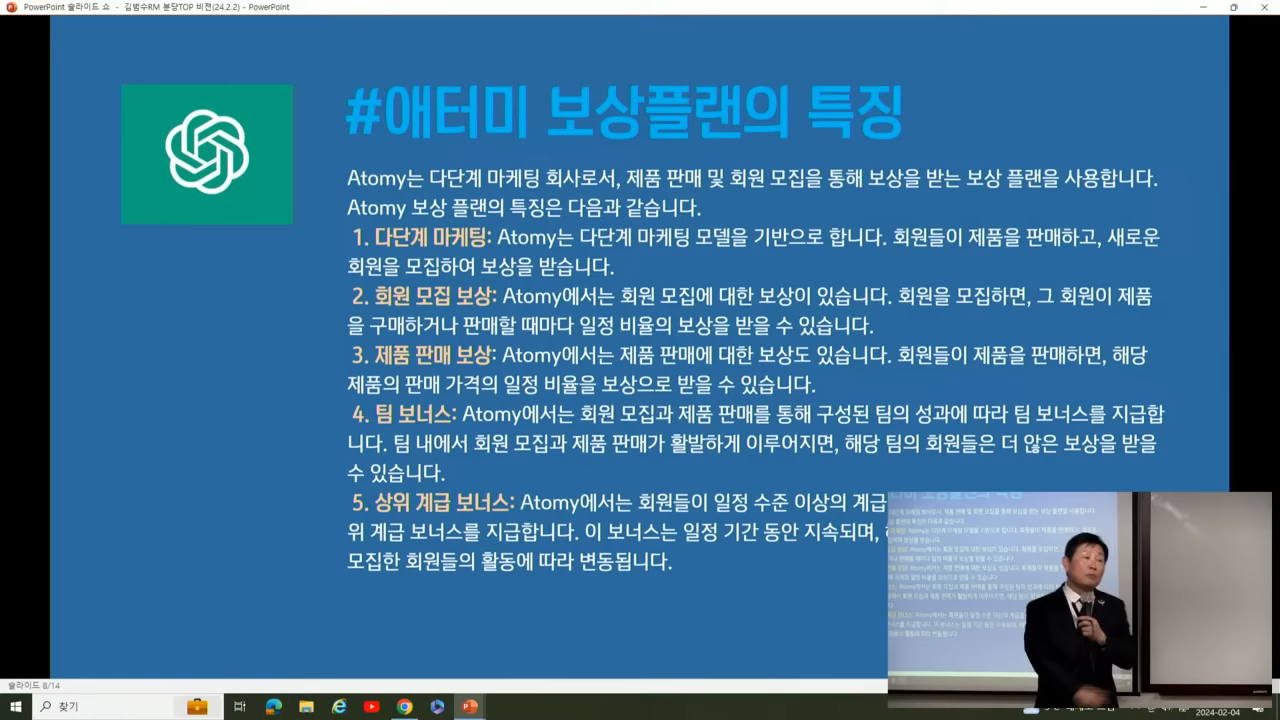 PowerPoint 슬라이드 쇼 - 김범수RM 분당TOP 비젼(24.2.2) - PowerPoint
#애터미 보상플랜의 특징
Atomy는 다단계 마케팅 회사로서, 제품 판매 및 회원 모집을 통해 보상을 받는 보상 플랜을 사용합니다.
Atomy 보상 플랜의 특징은 다음과 같습니다.
1. 다단계 마케팅: Atomy는 다단계 마케팅 모델을 기반으로 합니다. 회원들이 제품을 판매하고, 새로운
회원을 모집하여 보상을 받습니다.
2. 회원 모집 보상: Atomy에서는 회원 모집에 대한 보상이 있습니다. 회원을 모집하면, 그 회원이 제품
을 구매하거나 판매할 때마다 일정 비율의 보상을 받을 수 있습니다.
3. 제품 판매 보상: Atomy에서는 제품 판매에 대한 보상도 있습니다. 회원들이 제품을 판매하면, 해당
제품의 판매 가격의 일정 비율을 보상으로 받을 수 있습니다.
4. 팀 보너스: Atomy에서는 회원 모집과 제품 판매를 통해 구성된 팀의 성과에 따라 팀 보너스를 지급합
니다. 팀 내에서 회원 모집과 제품 판매가 활발하게 이루어지면, 해당 팀의 회원들은 더 않은 보상을 받을
수 있습니다.
5. 상위 계급 보너스: Atomy에서는 회원들이 일정 수준 이상의 계급
위 계급 보너스를 지급합니다. 이 보너스는 일정 기간 동안 지속되며,
모집한 회원들의 활동에 따라 변동됩니다.
슬라이드 8/14
찾기
2024-02-04